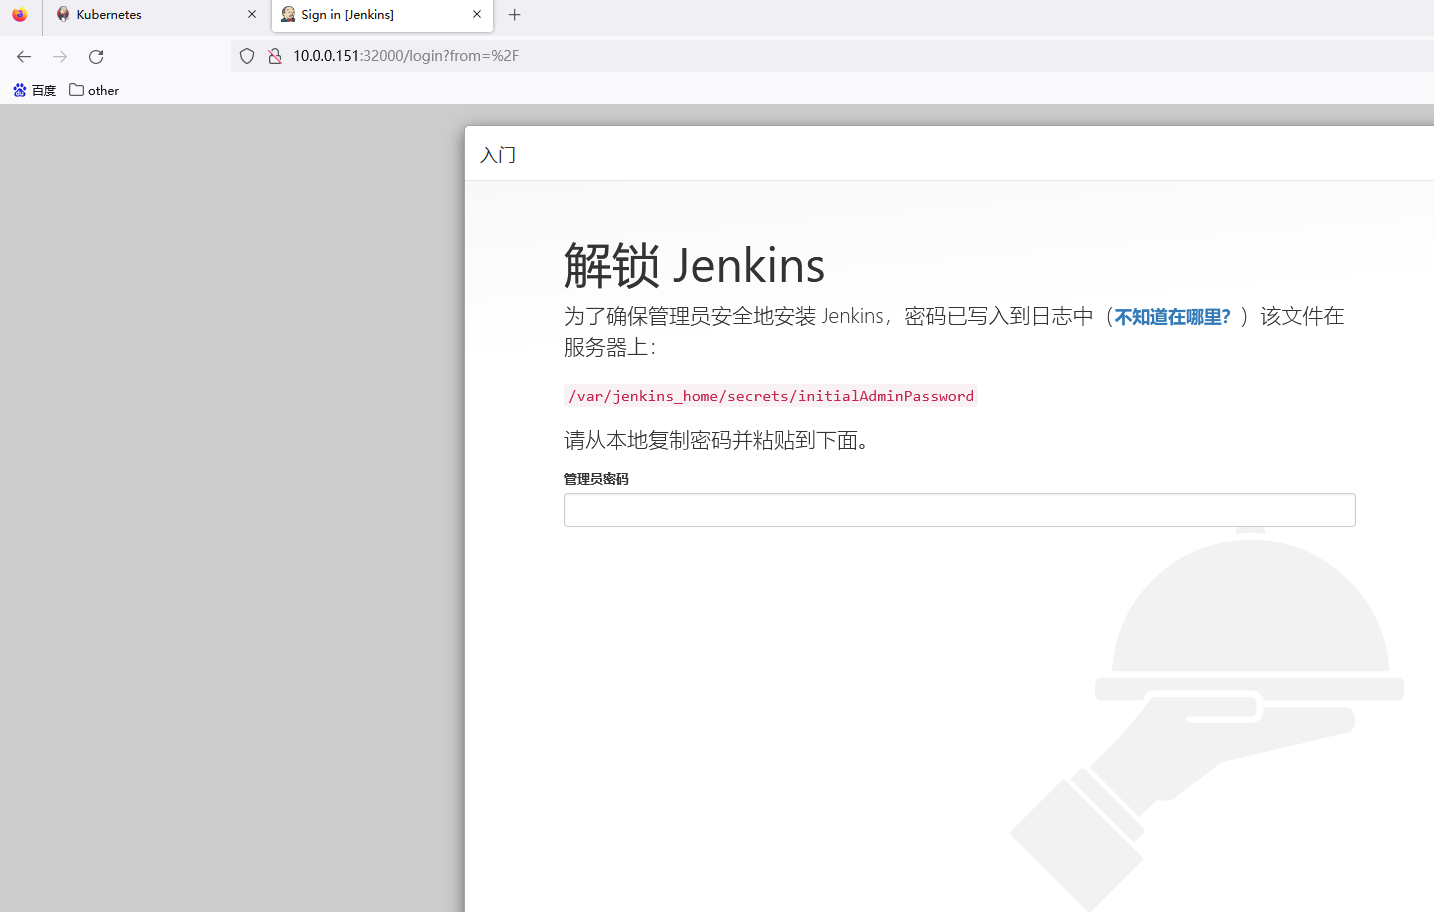 Kubernetes
Sign in [Jenkins]
10.0.0.151:32000/login?from=%2F
百度 other
入门
解锁 Jenkins
为了确保管理员安全地安装 Jenkins，密码已写入到日志中（不知道在哪里？）该文件在
服务器上：
/var/jenkins_home/secrets/initialAdminPassword
请从本地复制密码并粘贴到下面。
管理员密码